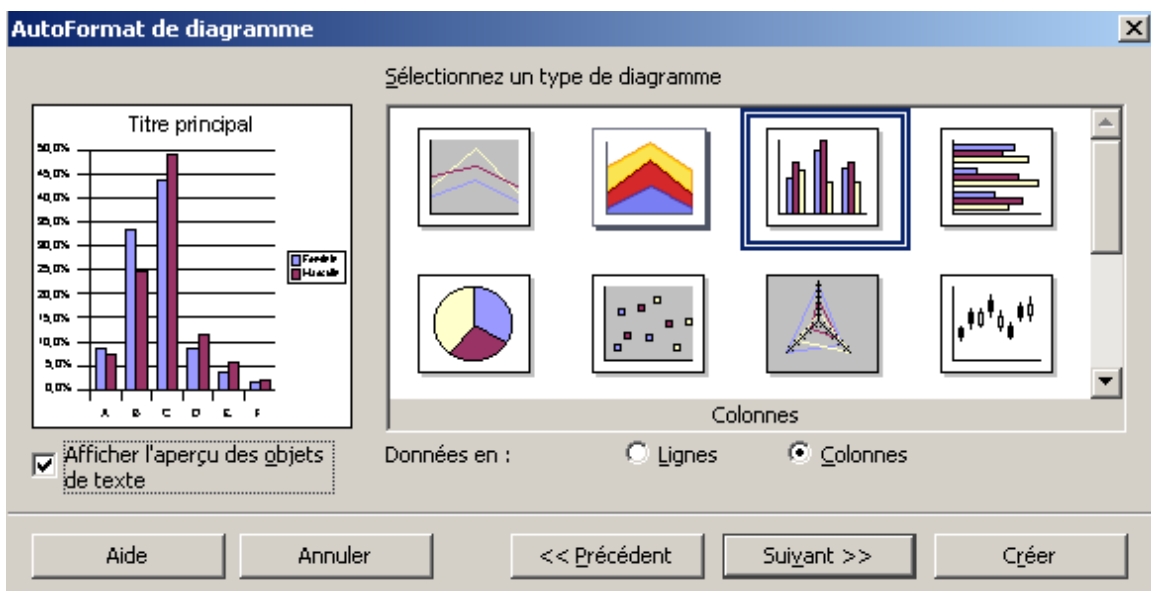 AutoFormat de diagramme
Sélectionnez un type de diagramme
Titre principal
50,0%
45,0%
40,0%
35,0%
30,0%
25,0%
20,0%
15,0%
10,0%
5,0%
0,0%
A B C D E F
Colonnes
Afficher l'aperçu des objets
de texte
Données en :
Lignes
Colonnes
Aide
Annuler
<< Précédent
Suivant >>
Créer